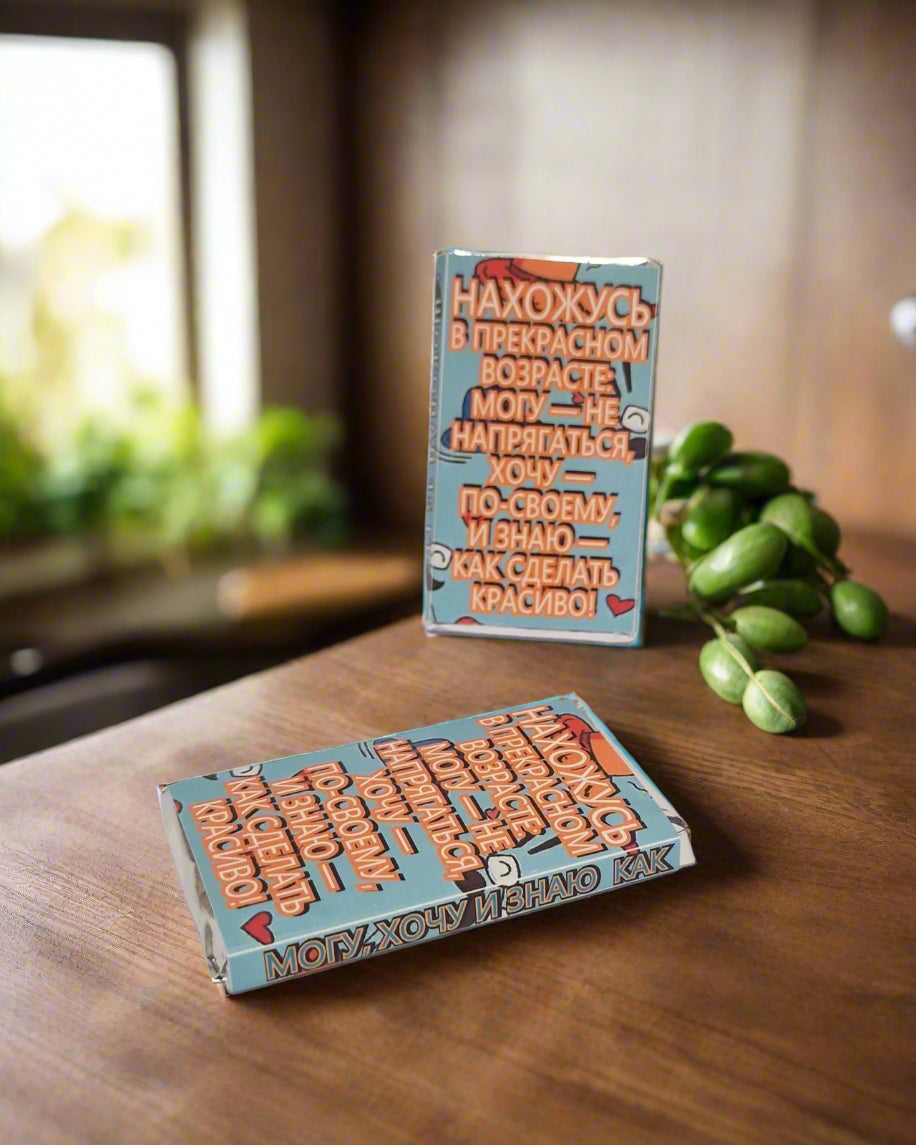 НАХОЖУСЬ
В ПРЕКРАСНОМ
ВОЗРАСТЕ:
МОГУ — НЕ
НАПРЯГАТЬСЯ,
ХОЧУ —
ПО-СВОЕМУ,
И ЗНАЮ —
КАК СДЕЛАТЬ
КРАСИВО!
НАХОЖУСЬ
В ПРЕКРАСНОМ
ВОЗРАСТЕ:
МОГУ — НЕ
НАПРЯГАТЬСЯ,
ХОЧУ —
ПО-СВОЕМУ,
И ЗНАЮ —
КАК СДЕЛАТЬ
КРАСИВО!
МОГУ, ХОЧУ И ЗНАЮ КАК